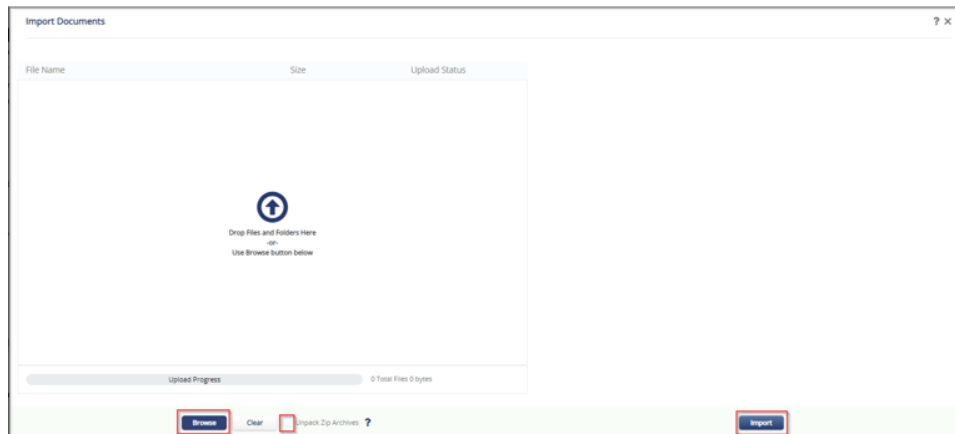 Import Documents ? ×
File Name Size Upload Status
Drop Files and Folders Here
-or-
Use Browse button below
Upload Progress 0 Total Files 0 bytes
Browse Clear Unpack Zip Archives ? Import